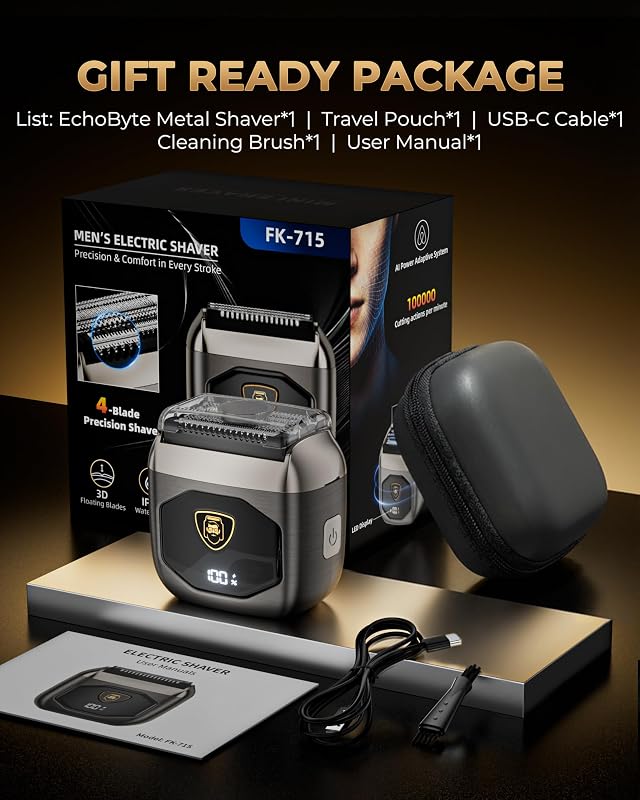 GIFT READY PACKAGE
List: EchoByte Metal Shaver*1 | Travel Pouch*1 | USB-C Cable*1
Cleaning Brush*1 | User Manual*1
MEN'S ELECTRIC SHAVER
Precision & Comfort in Every Stroke
FK-715
4-Blade
Precision Shave
3D
Floating Blades
AI Power Adaptive System
100000
Cutting actions per minute
LED Display
100%
ELECTRIC SHAVER
User Manuals
100%
Model: FK-715